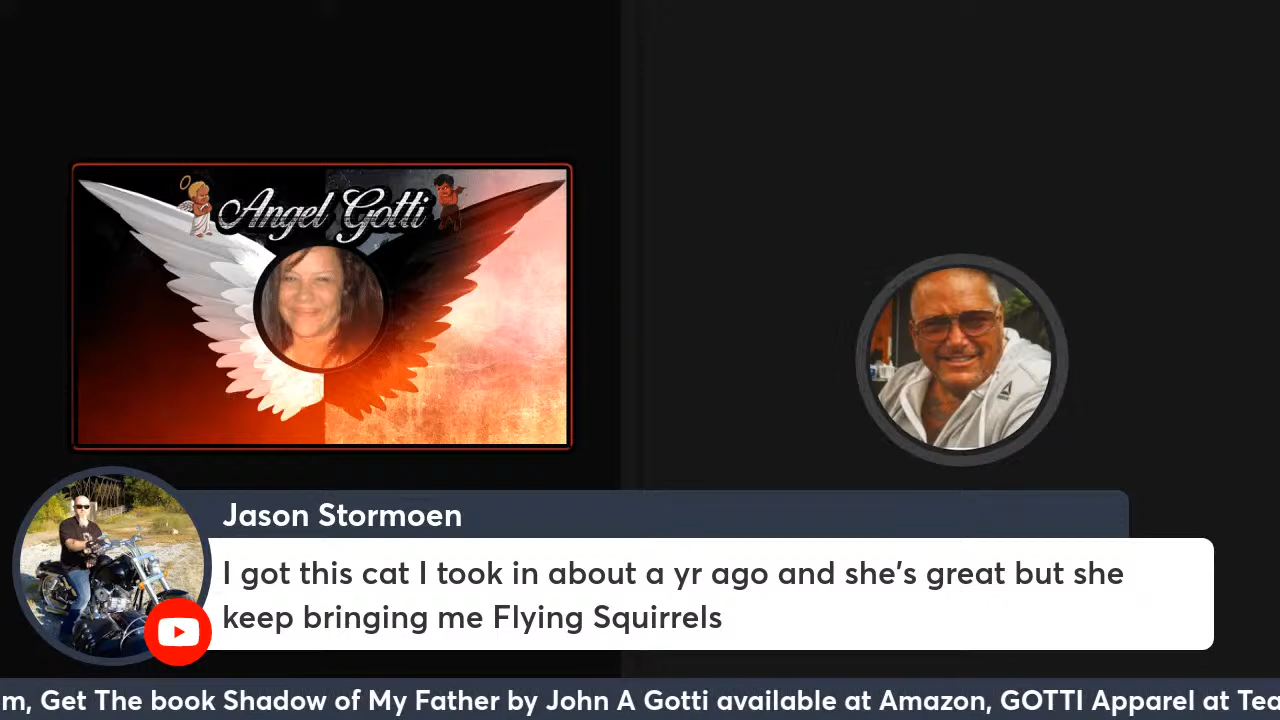 Angel Gotti
Jason Stormoen
I got this cat I took in about a yr ago and she's great but she
keep bringing me Flying Squirrels
m, Get The book Shadow of My Father by John A Gotti available at Amazon, GOTTI Apparel at Tea